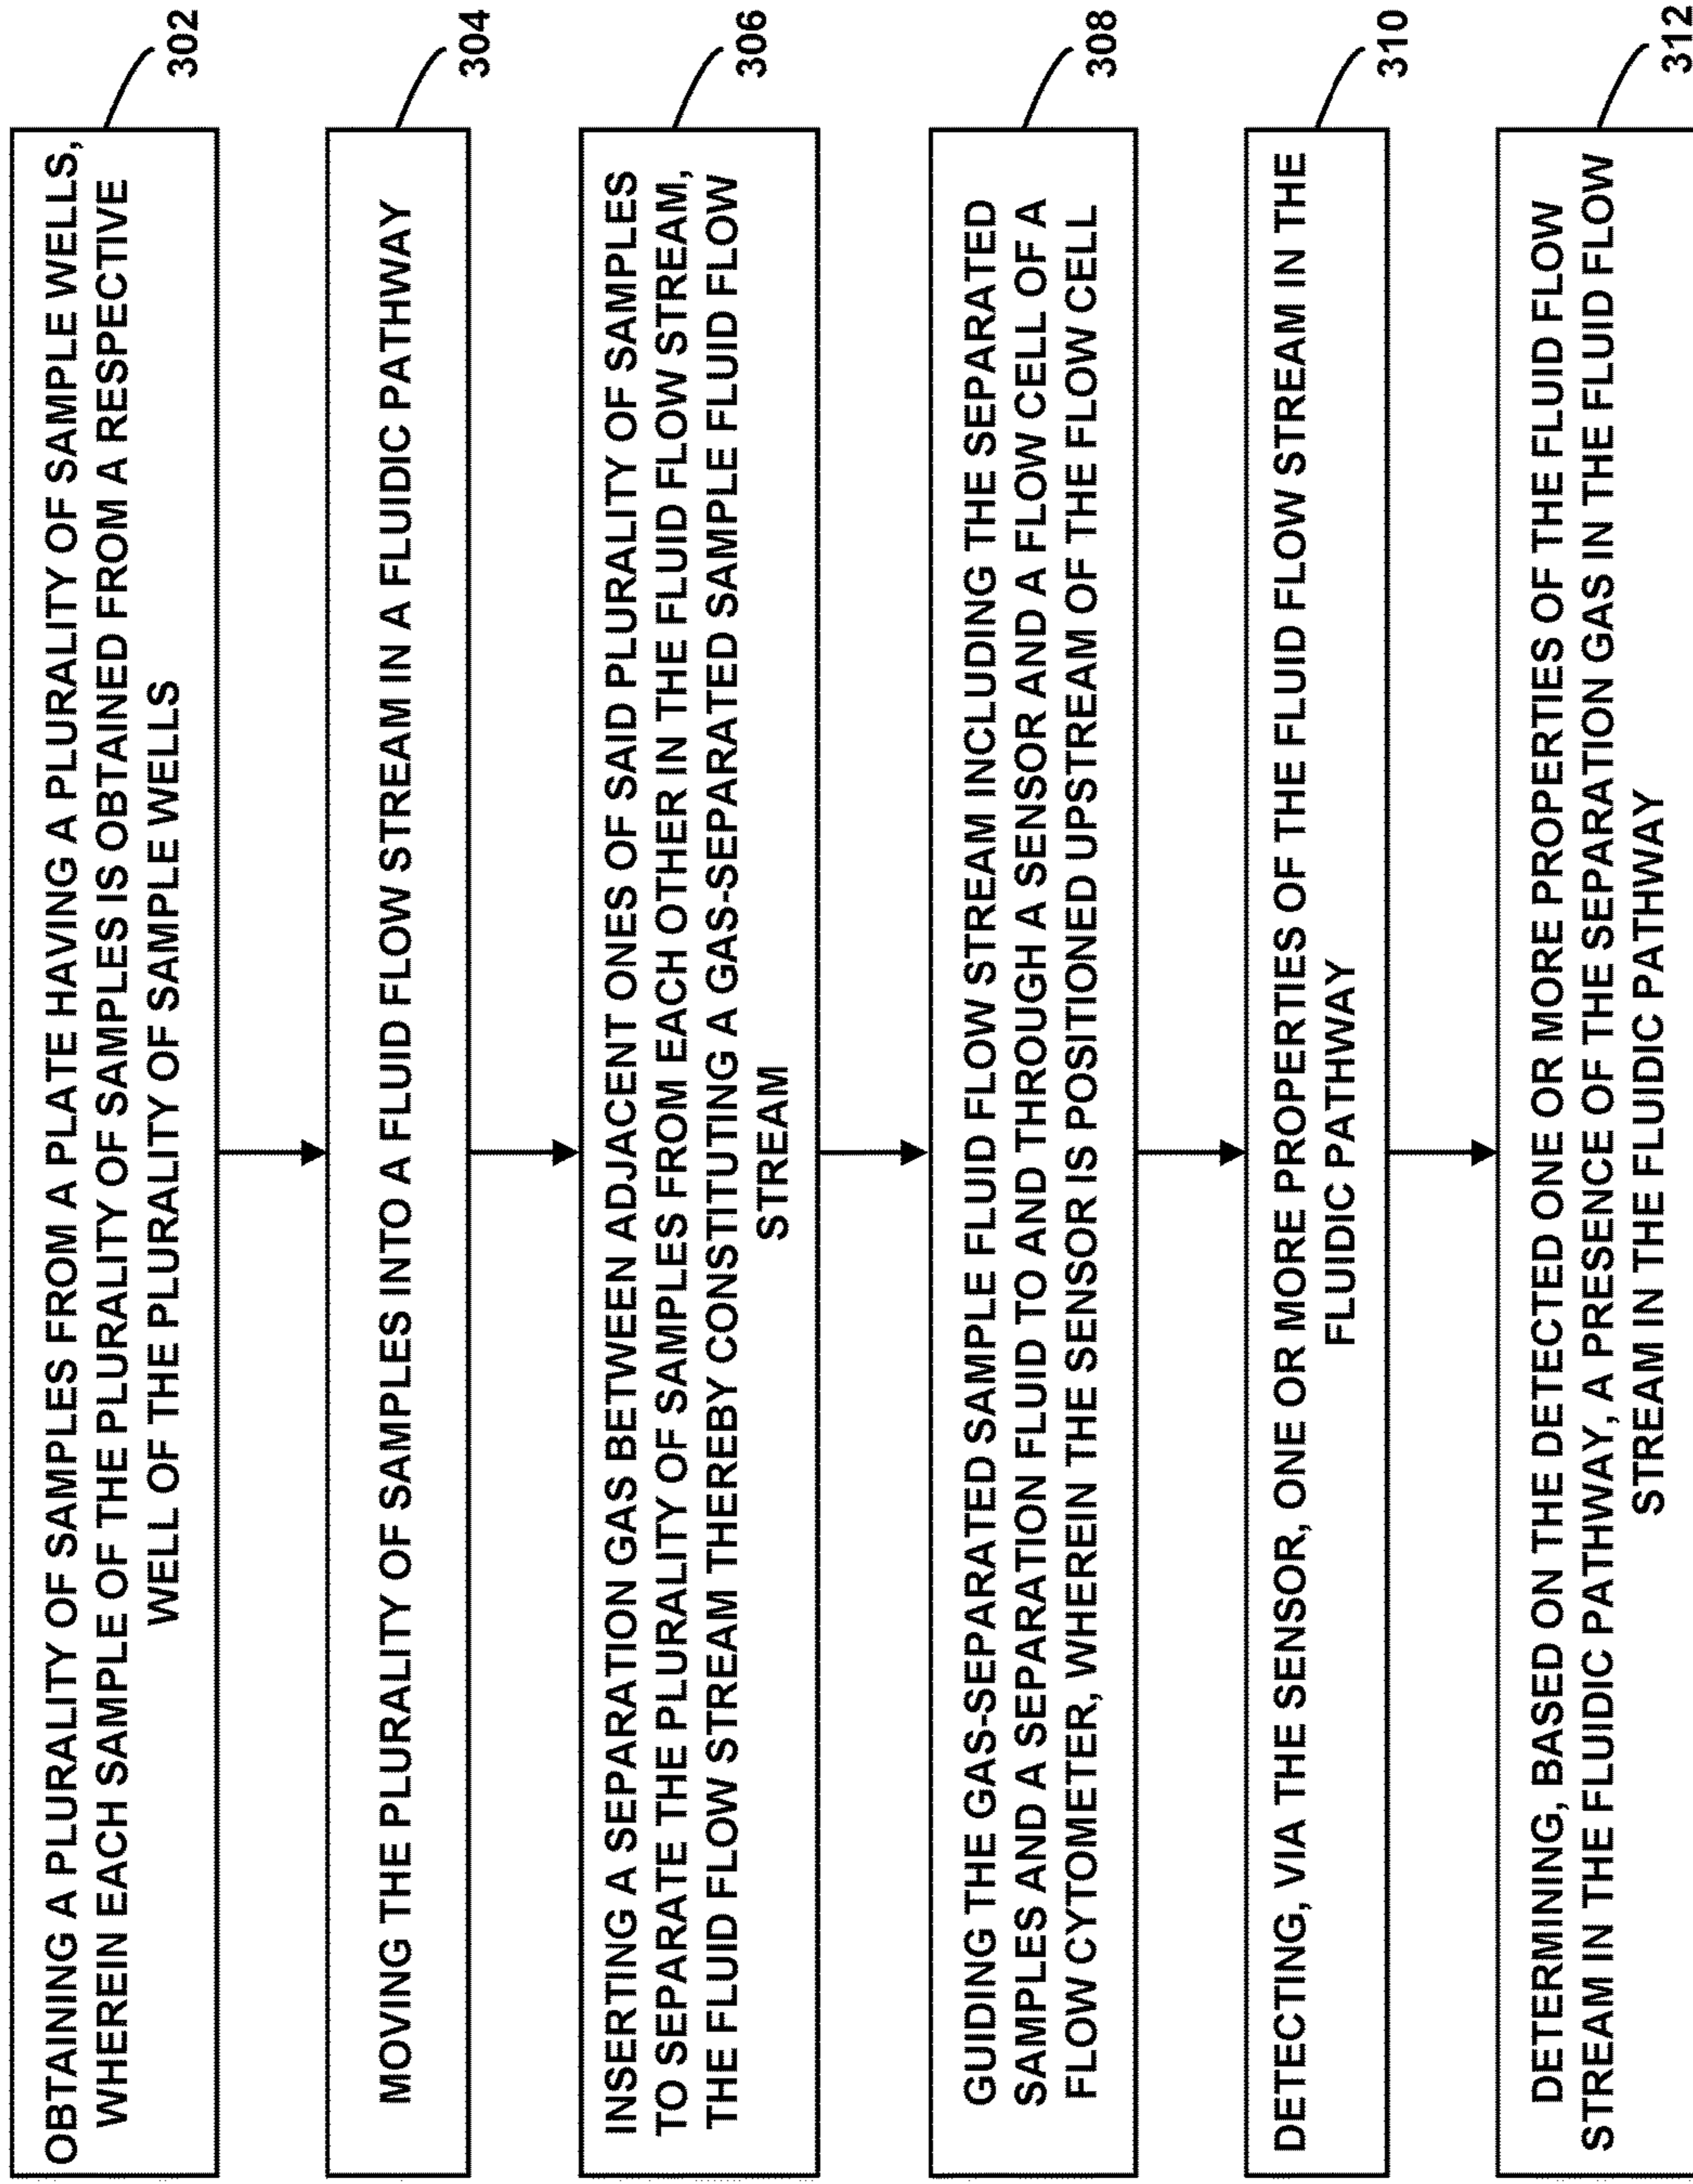 OBTAINING A PLURALITY OF SAMPLES FROM A PLATE HAVING A PLURALITY OF SAMPLE WELLS,
WHEREIN EACH SAMPLE OF THE PLURALITY OF SAMPLES IS OBTAINED FROM A RESPECTIVE
WELL OF THE PLURALITY OF SAMPLE WELLS
302
MOVING THE PLURALITY OF SAMPLES INTO A FLUID FLOW STREAM IN A FLUIDIC PATHWAY
304
INSERTING A SEPARATION GAS BETWEEN ADJACENT ONES OF SAID PLURALITY OF SAMPLES
TO SEPARATE THE PLURALITY OF SAMPLES FROM EACH OTHER IN THE FLUID FLOW STREAM,
THE FLUID FLOW STREAM THEREBY CONSTITUTING A GAS-SEPARATED SAMPLE FLUID FLOW
STREAM
306
GUIDING THE GAS-SEPARATED SAMPLE FLUID FLOW STREAM INCLUDING THE SEPARATED
SAMPLES AND A SEPARATION FLUID TO AND THROUGH A SENSOR AND A FLOW CELL OF A
FLOW CYTOMETER, WHEREIN THE SENSOR IS POSITIONED UPSTREAM OF THE FLOW CELL
308
DETECTING, VIA THE SENSOR, ONE OR MORE PROPERTIES OF THE FLUID FLOW STREAM IN THE
FLUIDIC PATHWAY
310
DETERMINING, BASED ON THE DETECTED ONE OR MORE PROPERTIES OF THE FLUID FLOW
STREAM IN THE FLUIDIC PATHWAY, A PRESENCE OF THE SEPARATION GAS IN THE FLUID FLOW
STREAM IN THE FLUIDIC PATHWAY
312